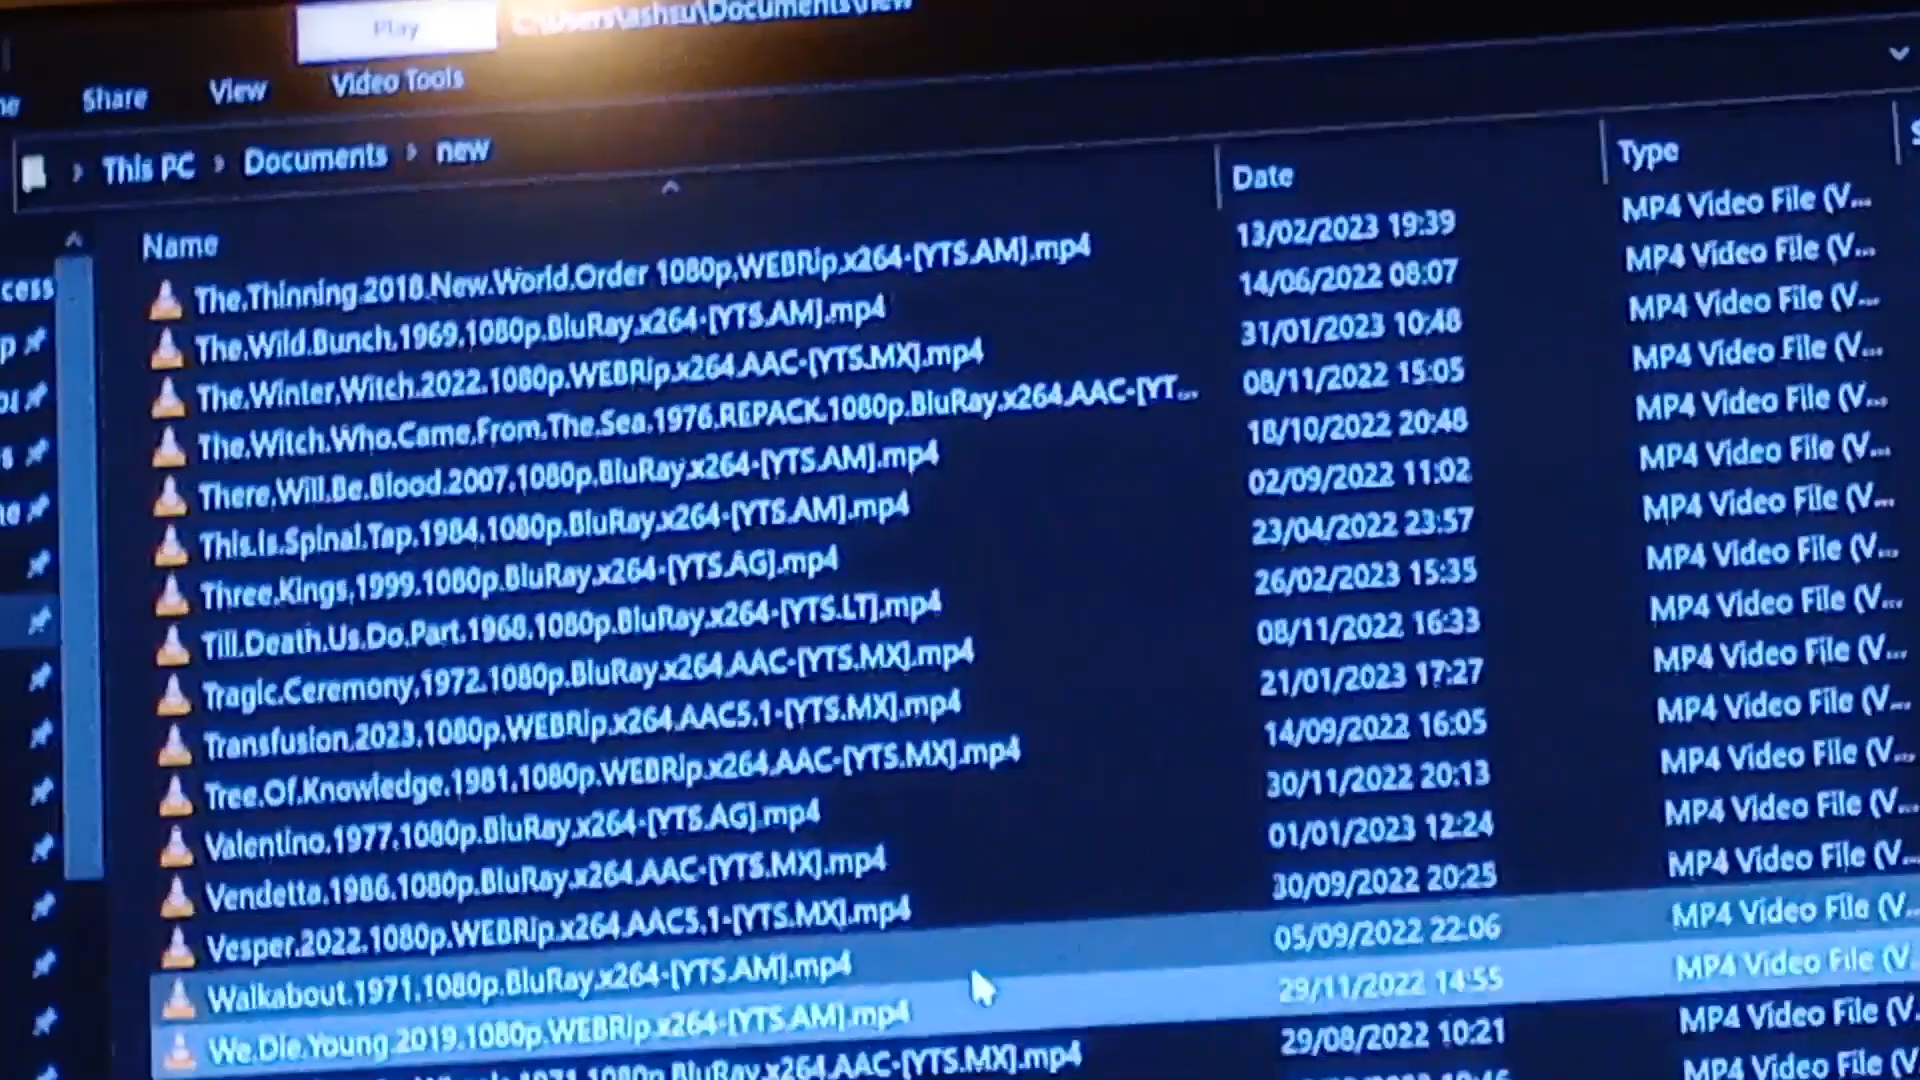 Play C:\Users\ashsu\Documents\new
Share View Video Tools
This PC › Documents › new
Name Date Type
The.Thinning.2018.New.World.Order 1080p.WEBRip.x264-[YTS.AM].mp4 13/02/2023 19:39 MP4 Video File (V...
The.Wild.Bunch.1969.1080p.BluRay.x264-[YTS.AM].mp4 14/06/2022 08:07 MP4 Video File (V...
The.Winter.Witch.2022.1080p.WEBRip.x264.AAC-[YTS.MX].mp4 31/01/2023 10:48 MP4 Video File (V...
The.Witch.Who.Came.From.The.Sea.1976.REPACK.1080p.BluRay.x264.AAC-[YT... 08/11/2022 15:05 MP4 Video File (V...
There.Will.Be.Blood.2007.1080p.BluRay.x264-[YTS.AM].mp4 18/10/2022 20:48 MP4 Video File (V...
This.Is.Spinal.Tap.1984.1080p.BluRay.x264-[YTS.AM].mp4 02/09/2022 11:02 MP4 Video File (V...
Three.Kings.1999.1080p.BluRay.x264-[YTS.AG].mp4 23/04/2022 23:57 MP4 Video File (V...
Till.Death.Us.Do.Part.1968.1080p.BluRay.x264-[YTS.LT].mp4 26/02/2023 15:35 MP4 Video File (V...
Tragic.Ceremony.1972.1080p.BluRay.x264.AAC-[YTS.MX].mp4 08/11/2022 16:33 MP4 Video File (V...
Transfusion.2023.1080p.WEBRip.x264.AAC5.1-[YTS.MX].mp4 21/01/2023 17:27 MP4 Video File (V...
Tree.Of.Knowledge.1981.1080p.WEBRip.x264.AAC-[YTS.MX].mp4 14/09/2022 16:05 MP4 Video File (V...
Valentino.1977.1080p.BluRay.x264-[YTS.AG].mp4 30/11/2022 20:13 MP4 Video File (V...
Vendetta.1986.1080p.BluRay.x264.AAC-[YTS.MX].mp4 01/01/2023 12:24 MP4 Video File (V...
Vesper.2022.1080p.WEBRip.x264.AAC5.1-[YTS.MX].mp4 30/09/2022 20:25 MP4 Video File (V...
Walkabout.1971.1080p.BluRay.x264-[YTS.AM].mp4 05/09/2022 22:06 MP4 Video File (V...
We.Die.Young.2019.1080p.WEBRip.x264-[YTS.AM].mp4 29/11/2022 14:55 MP4 Video File (V...
1971.1080p.BluRay.x264.AAC-[YTS.MX].mp4 29/08/2022 10:21 MP4 Video File (V...
MP4 Video File (V...